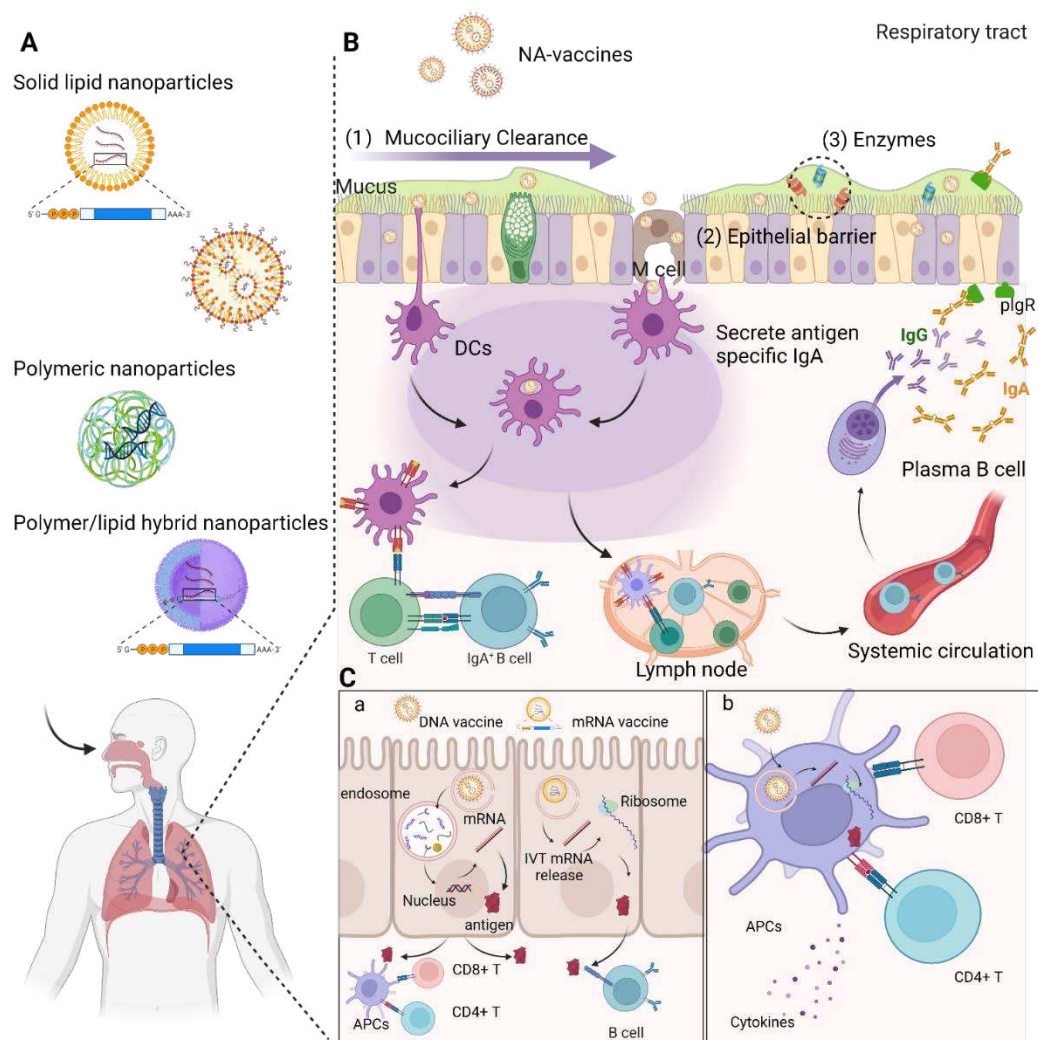 A
Solid lipid nanoparticles
5' G P P P AAA-3'
Polymeric nanoparticles
Polymer/lipid hybrid nanoparticles
5' G P P P AAA-3'
B
Respiratory tract
NA-vaccines
(1) Mucociliary Clearance
(3) Enzymes
Mucus
(2) Epithelial barrier
M cell
DCs
Secrete antigen
specific IgA
pIgR
IgG
IgA
Plasma B cell
T cell
IgA+ B cell
Lymph node
Systemic circulation
C
a
DNA vaccine
mRNA vaccine
endosome
mRNA
Ribosome
IVT mRNA
release
Nucleus
antigen
CD8+ T
CD4+ T
APCs
B cell
b
CD8+ T
APCs
CD4+ T
Cytokines